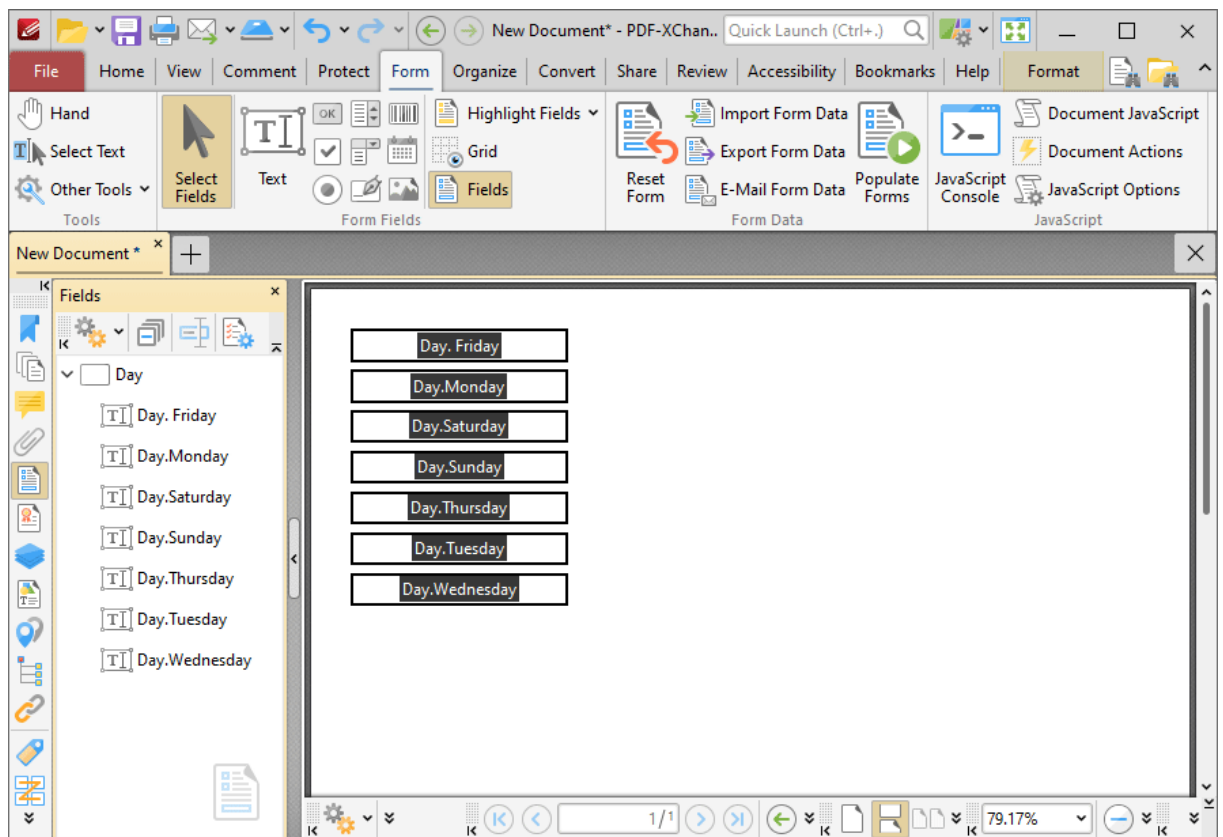 New Document* - PDF-XChan.. Quick Launch (Ctrl+.)
File Home View Comment Protect Form Organize Convert Share Review Accessibility Bookmarks Help Format
Hand
Select Text
Other Tools
Tools
Select Fields
Text
OK
Highlight Fields
Grid
Fields
Form Fields
Reset Form
Import Form Data
Export Form Data
E-Mail Form Data
Populate Forms
Form Data
JavaScript Console
Document JavaScript
Document Actions
JavaScript Options
JavaScript
New Document *
Fields
Day
Day. Friday
Day.Monday
Day.Saturday
Day.Sunday
Day.Thursday
Day.Tuesday
Day.Wednesday
Day. Friday
Day.Monday
Day.Saturday
Day.Sunday
Day.Thursday
Day.Tuesday
Day.Wednesday
1/1
79.17%